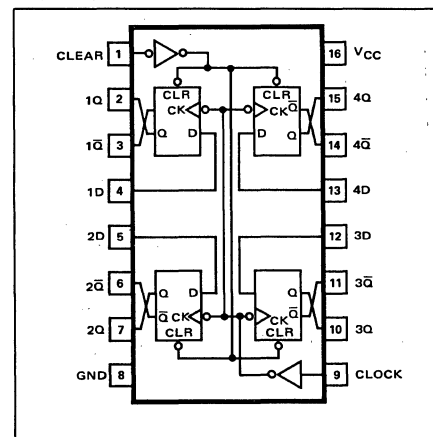 CLEAR 1 16 VCC
1Q 2 CLR CLR 15 4Q
CK CK Q̅
1Q̅ 3 Q D D Q 14 4Q̅
1D 4 13 4D
2D 5 12 3D
2Q̅ 6 Q D Q 11 3Q̅
2Q 7 Q̅ CK CK Q̅ 10 3Q
CLR CLR
GND 8 9 CLOCK